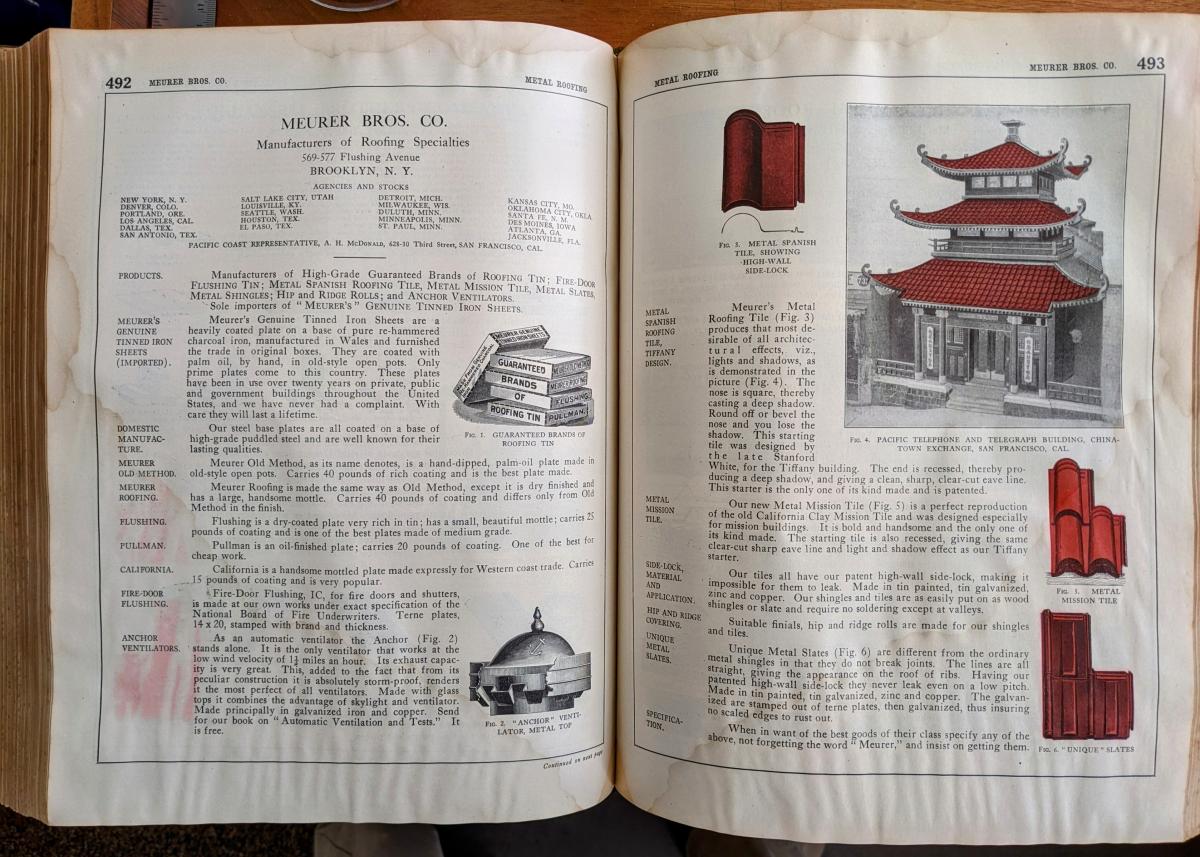 492 MEURER BROS. CO. METAL ROOFING
MEURER BROS. CO.
Manufacturers of Roofing Specialties
569-577 Flushing Avenue
BROOKLYN, N. Y.
AGENCIES AND STOCKS
NEW YORK, N. Y.
DENVER, COLO.
PORTLAND, ORE.
LOS ANGELES, CAL.
DALLAS, TEX.
SAN ANTONIO, TEX.
SALT LAKE CITY, UTAH
LOUISVILLE, KY.
SEATTLE, WASH.
HOUSTON, TEX.
EL PASO, TEX.
DETROIT, MICH.
MILWAUKEE, WIS.
DULUTH, MINN.
MINNEAPOLIS, MINN.
ST. PAUL, MINN.
KANSAS CITY, MO.
OKLAHOMA CITY, OKLA.
SANTA FE, N. M.
DES MOINES, IOWA
ATLANTA, GA.
JACKSONVILLE, FLA.
PACIFIC COAST REPRESENTATIVE, A. H. MCDONALD, 628-30 Third Street, SAN FRANCISCO, CAL.
PRODUCTS.
Manufacturers of High-Grade Guaranteed Brands of ROOFING TIN; FIRE-DOOR
FLUSHING TIN; METAL SPANISH ROOFING TILE, METAL MISSION TILE, METAL SLATES,
METAL SHINGLES; HIP AND RIDGE ROLLS; and ANCHOR VENTILATORS.
Sole importers of "MEURER'S" GENUINE TINNED IRON SHEETS.
MEURER'S
GENUINE
TINNED IRON
SHEETS
(IMPORTED).
Meurer's Genuine Tinned Iron Sheets are a
heavily coated plate on a base of pure re-hammered
charcoal iron, manufactured in Wales and furnished
the trade in original boxes. They are coated with
palm oil, by hand, in old-style open pots. Only
prime plates come to this country. These plates
have been in use over twenty years on private, public
and government buildings throughout the United
States, and we have never had a complaint. With
care they will last a lifetime.
MEURER GENUINE
TINNED IRON SHEETS
GUARANTEED
BRANDS
OF
ROOFING TIN
FLUSHING.
PULLMAN.
FIG. 1. GUARANTEED BRANDS OF
ROOFING TIN
DOMESTIC
MANUFAC-
TURE.
Our steel base plates are all coated on a base of
high-grade puddled steel and are well known for their
lasting qualities.
MEURER
OLD METHOD.
Meurer Old Method, as its name denotes, is a hand-dipped, palm-oil plate made in
old-style open pots. Carries 40 pounds of rich coating and is the best plate made.
MEURER
ROOFING.
Meurer Roofing is made the same way as Old Method, except it is dry finished and
has a large, handsome mottle. Carries 40 pounds of coating and differs only from Old
Method in the finish.
FLUSHING.
Flushing is a dry-coated plate very rich in tin; has a small, beautiful mottle; carries 25
pounds of coating and is one of the best plates made of medium grade.
PULLMAN.
Pullman is an oil-finished plate; carries 20 pounds of coating. One of the best for
cheap work.
CALIFORNIA.
California is a handsome mottled plate made expressly for Western coast trade. Carries
15 pounds of coating and is very popular.
FIRE-DOOR
FLUSHING.
Fire-Door Flushing, IC, for fire doors and shutters,
is made at our own works under exact specification of the
National Board of Fire Underwriters. Terne plates,
14 x 20, stamped with brand and thickness.
ANCHOR
VENTILATORS.
As an automatic ventilator the Anchor (Fig. 2)
stands alone. It is the only ventilator that works at the
low wind velocity of 1¼ miles an hour. Its exhaust capac-
ity is very great. This, added to the fact that from its
peculiar construction it is absolutely storm-proof, renders
it the most perfect of all ventilators. Made with glass
tops it combines the advantage of skylight and ventilator.
Made principally in galvanized iron and copper. Send
for our book on "Automatic Ventilation and Tests." It
is free.
FIG. 2. "ANCHOR" VENTI-
LATOR, METAL TOP
Continued on next page
METAL ROOFING MEURER BROS. CO. 493
FIG. 3. METAL SPANISH
TILE, SHOWING
HIGH-WALL
SIDE-LOCK
FIG. 4. PACIFIC TELEPHONE AND TELEGRAPH BUILDING, CHINA-
TOWN EXCHANGE, SAN FRANCISCO, CAL.
METAL
SPANISH
ROOFING
TILE,
TIFFANY
DESIGN.
Meurer's Metal
Roofing Tile (Fig. 3)
produces that most de-
sirable of all architec-
tural effects, viz.,
lights and shadows, as
is demonstrated in the
picture (Fig. 4). The
nose is square, thereby
casting a deep shadow.
Round off or bevel the
nose and you lose the
shadow. This starting
tile was designed by
the late Stanford
White, for the Tiffany building. The end is recessed, thereby pro-
ducing a deep shadow, and giving a clean, sharp, clear-cut eave line.
This starter is the only one of its kind made and is patented.
METAL
MISSION
TILE.
Our new Metal Mission Tile (Fig. 5) is a perfect reproduction
of the old California Clay Mission Tile and was designed especially
for mission buildings. It is bold and handsome and the only one of
its kind made. The starting tile is also recessed, giving the same
clear-cut sharp eave line and light and shadow effect as our Tiffany
starter.
FIG. 5. METAL
MISSION TILE
SIDE-LOCK,
MATERIAL
AND
APPLICATION.
Our tiles all have our patent high-wall side-lock, making it
impossible for them to leak. Made in tin painted, tin galvanized,
zinc and copper. Our shingles and tiles are as easily put on as wood
shingles or slate and require no soldering except at valleys.
HIP AND RIDGE
COVERING.
Suitable finials, hip and ridge rolls are made for our shingles
and tiles.
UNIQUE
METAL
SLATES.
Unique Metal Slates (Fig. 6) are different from the ordinary
metal shingles in that they do not break joints. The lines are all
straight, giving the appearance on the roof of ribs. Having our
patented high-wall side-lock they never leak even on a low pitch.
Made in tin painted, tin galvanized, zinc and copper. The galvan-
ized are stamped out of terne plates, then galvanized, thus insuring
no scaled edges to rust out.
SPECIFICA-
TION.
When in want of the best goods of their class specify any of the
above, not forgetting the word "Meurer," and insist on getting them.
FIG. 6. "UNIQUE" SLATES